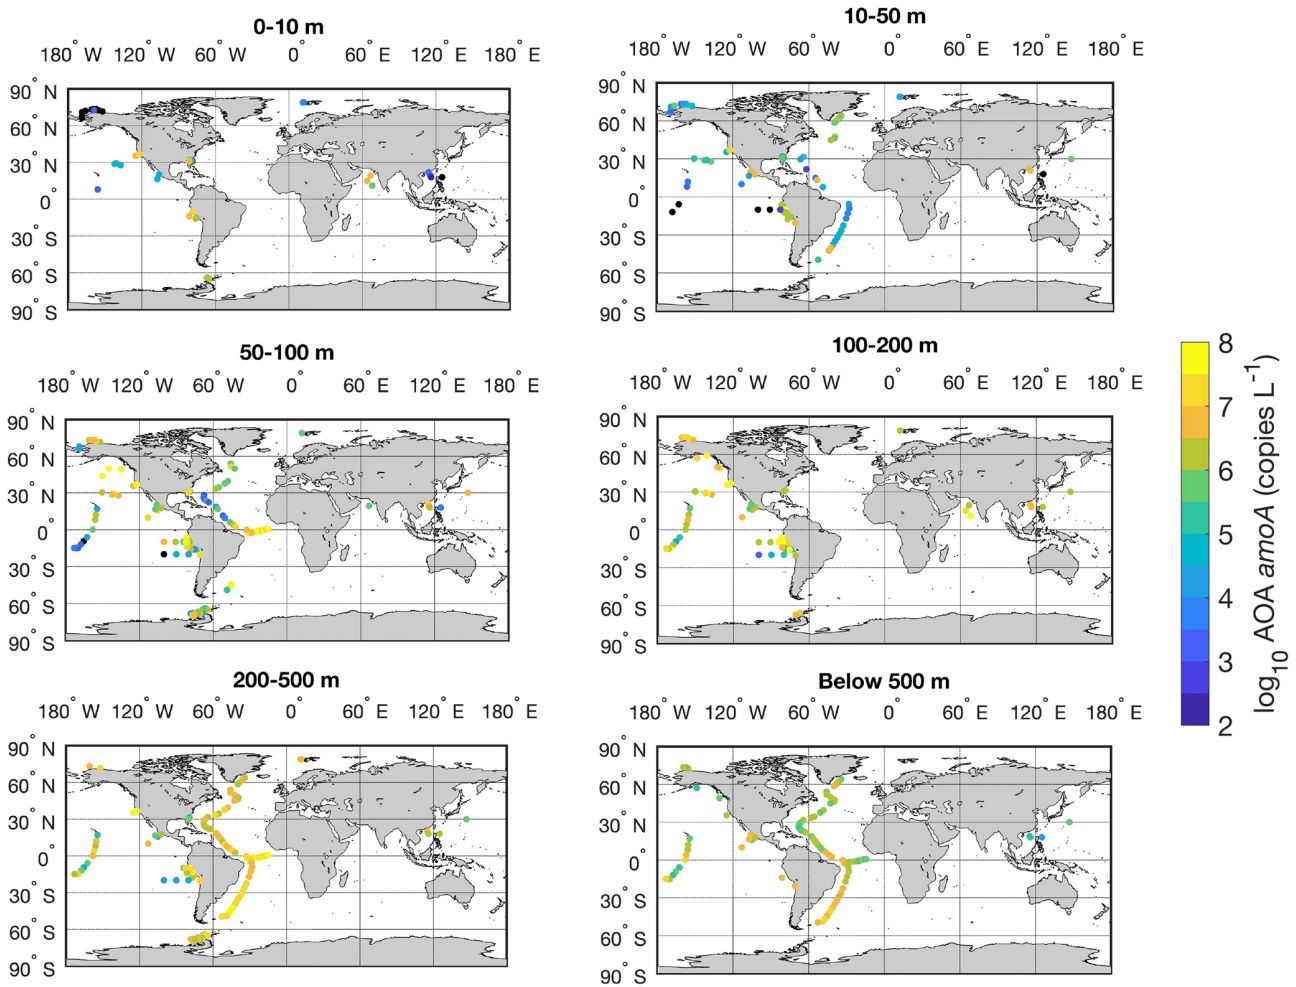 0-10 m
180° W 120° W 60° W 0° 60° E 120° E 180° E
90° N
60° N
30° N
0°
30° S
60° S
90° S
10-50 m
180° W 120° W 60° W 0° 60° E 120° E 180° E
90° N
60° N
30° N
0°
30° S
60° S
90° S
50-100 m
180° W 120° W 60° W 0° 60° E 120° E 180° E
90° N
60° N
30° N
0°
30° S
60° S
90° S
100-200 m
180° W 120° W 60° W 0° 60° E 120° E 180° E
90° N
60° N
30° N
0°
30° S
60° S
90° S
200-500 m
180° W 120° W 60° W 0° 60° E 120° E 180° E
90° N
60° N
30° N
0°
30° S
60° S
90° S
Below 500 m
180° W 120° W 60° W 0° 60° E 120° E 180° E
90° N
60° N
30° N
0°
30° S
60° S
90° S
8
7
6
5
4
3
2
log₁₀ AOA amoA (copies L⁻¹)